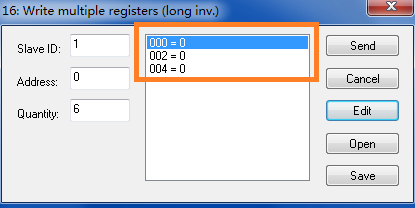 16: Write multiple registers (long inv.)
Slave ID: 1
Address: 0
Quantity: 6
000 = 0
002 = 0
004 = 0
Send
Cancel
Edit
Open
Save